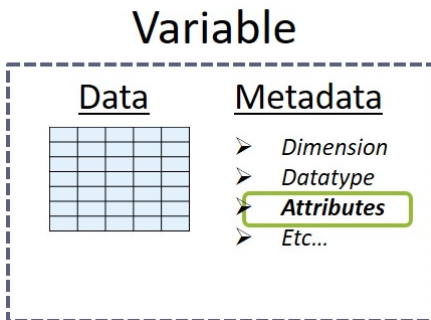 Variable
Data
Metadata
➢ Dimension
➢ Datatype
➢ Attributes
➢ Etc...